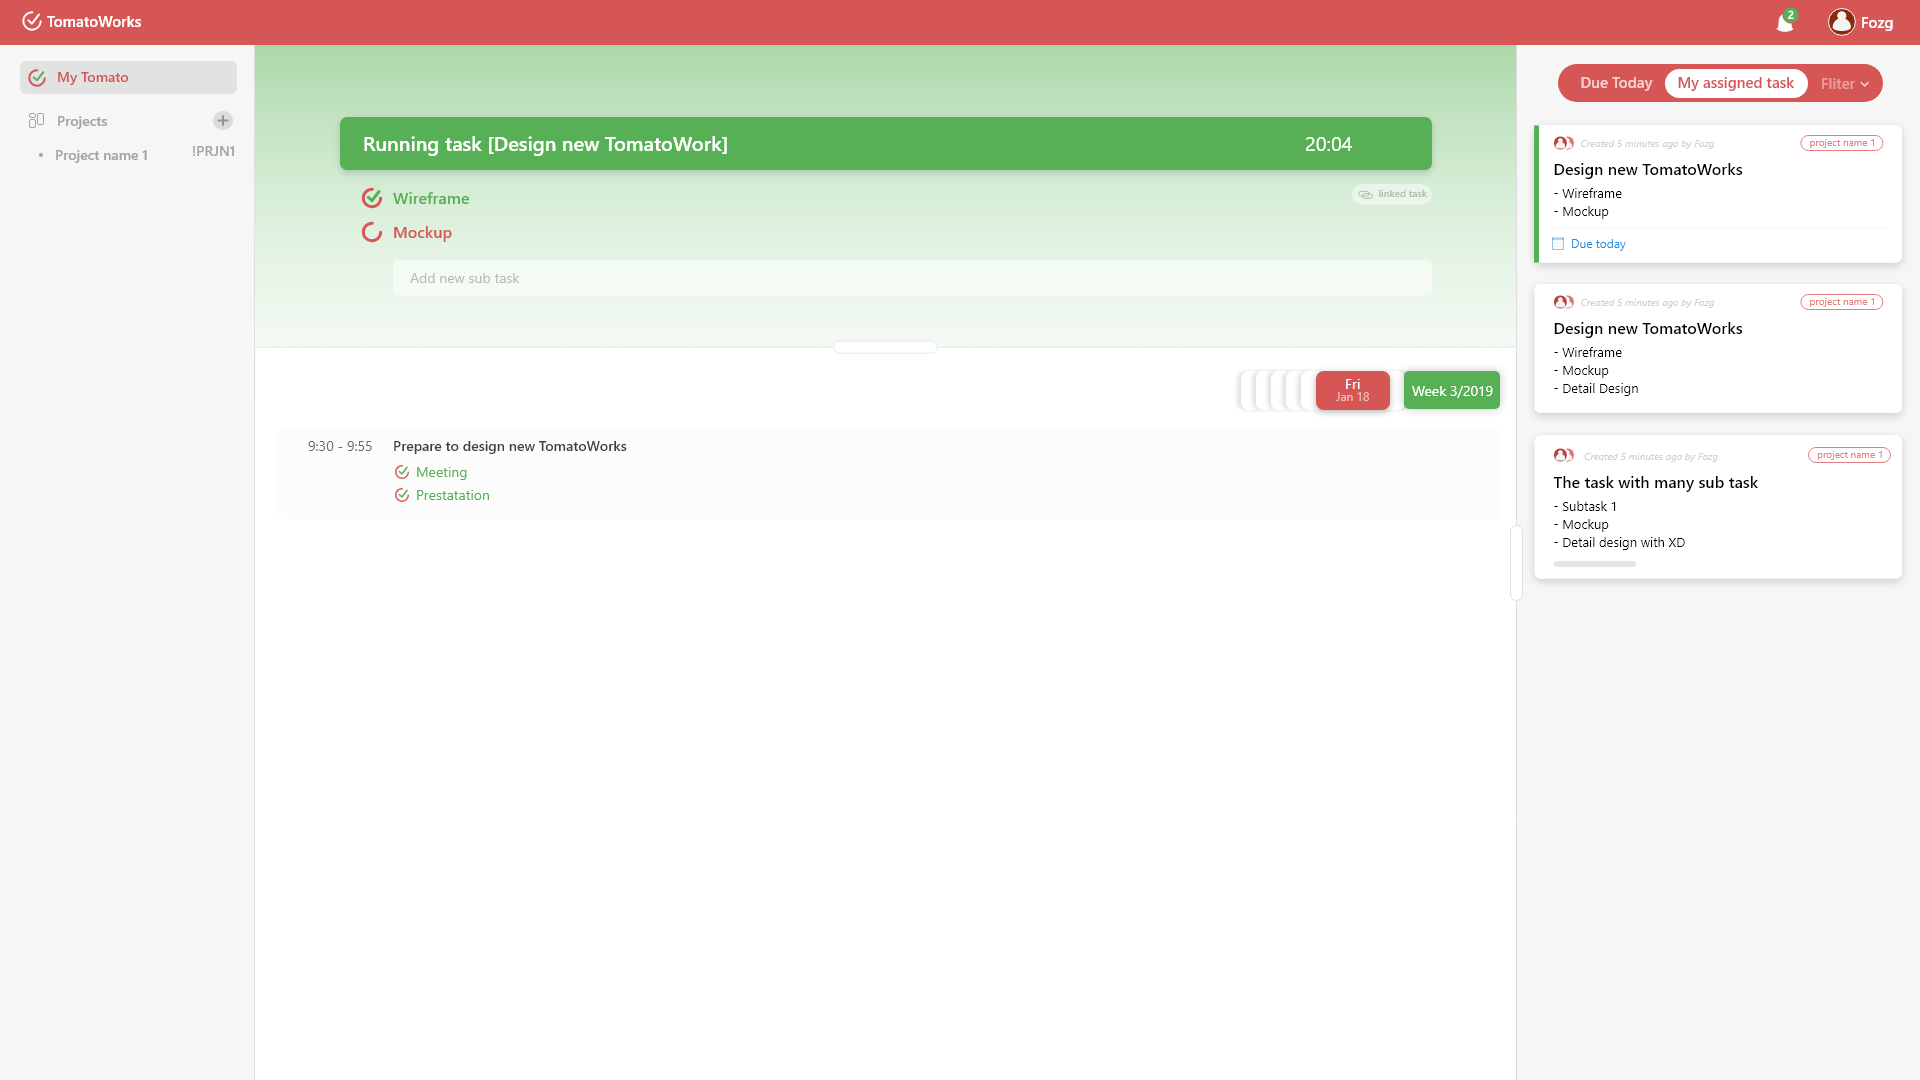 TomatoWorks
2
Fozg
My Tomato
Projects
Project name 1
!PRJN1
Running task [Design new TomatoWork]
20:04
Wireframe
linked task
Mockup
Add new sub task
Fri
Jan 18
Week 3/2019
9:30 - 9:55
Prepare to design new TomatoWorks
Meeting
Prestatation
Due Today
My assigned task
Fliter
Created 5 minutes ago by Fozg
project name 1
Design new TomatoWorks
- Wireframe
- Mockup
Due today
Created 5 minutes ago by Fozg
project name 1
Design new TomatoWorks
- Wireframe
- Mockup
- Detail Design
Created 5 minutes ago by Fozg
project name 1
The task with many sub task
- Subtask 1
- Mockup
- Detail design with XD